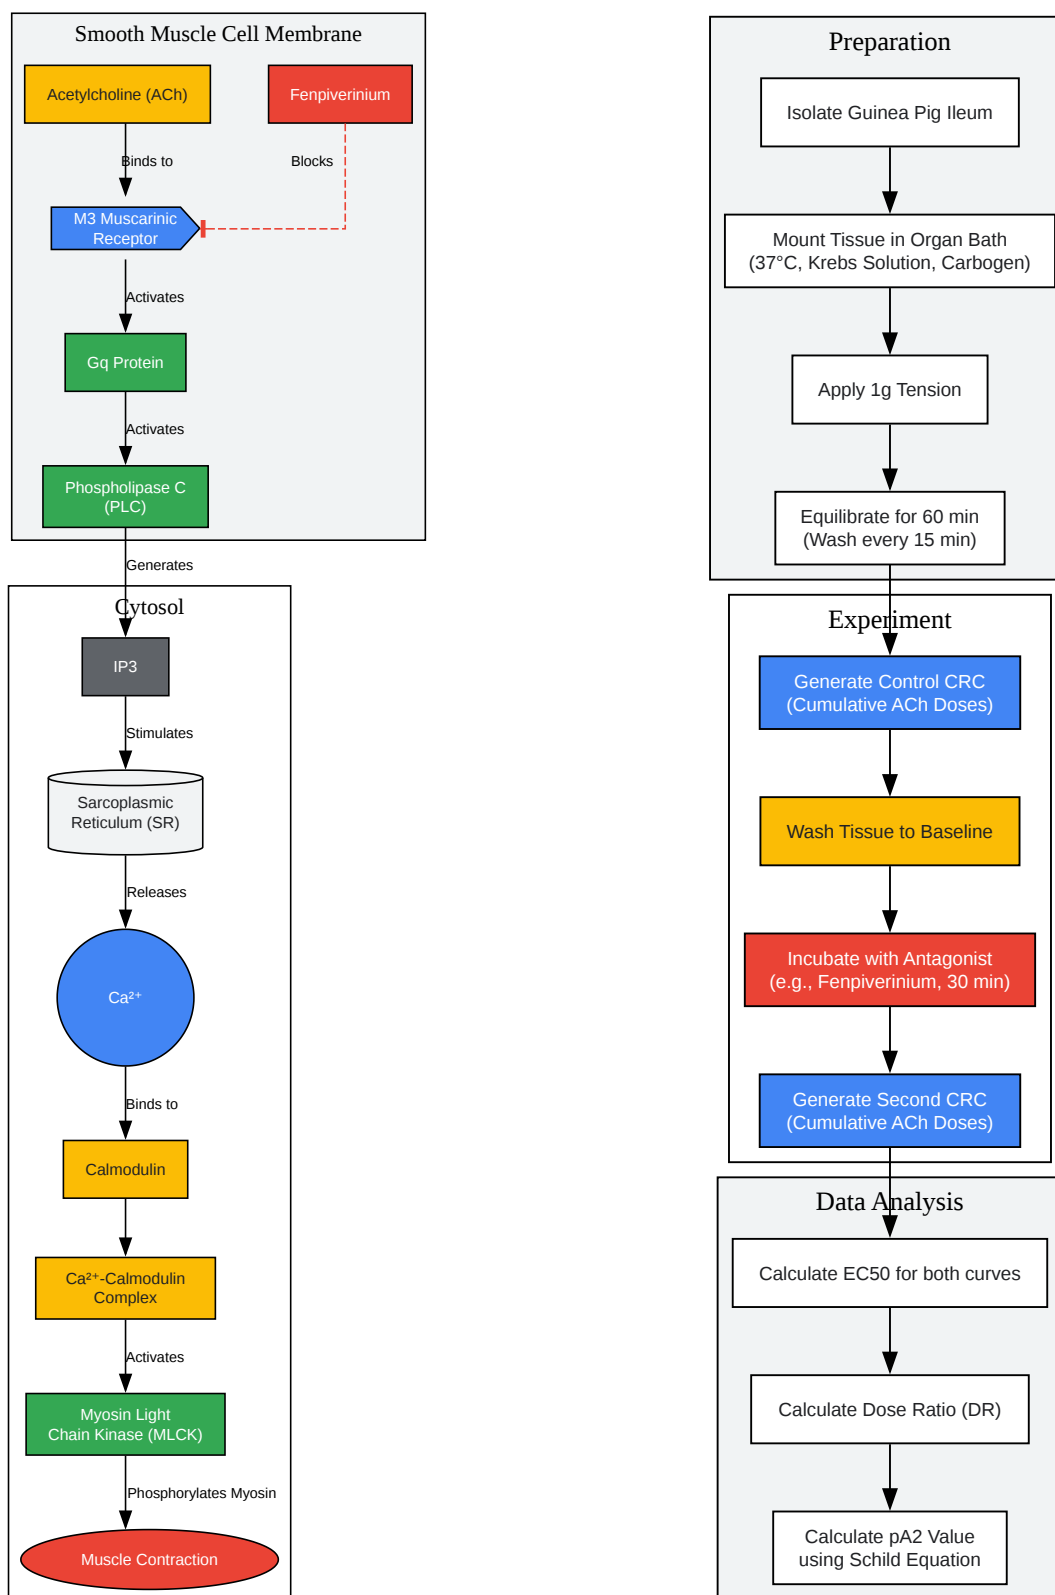 Smooth Muscle Cell Membrane
Acetylcholine (ACh)
Fenpiverinium
Binds to
Blocks
M3 Muscarinic
Receptor
Activates
Gq Protein
Activates
Phospholipase C
(PLC)
Generates
Cytosol
IP3
Stimulates
Sarcoplasmic
Reticulum (SR)
Releases
Ca²⁺
Binds to
Calmodulin
Ca²⁺-Calmodulin
Complex
Activates
Myosin Light
Chain Kinase (MLCK)
Phosphorylates Myosin
Muscle Contraction
Preparation
Isolate Guinea Pig Ileum
Mount Tissue in Organ Bath
(37°C, Krebs Solution, Carbogen)
Apply 1g Tension
Equilibrate for 60 min
(Wash every 15 min)
Experiment
Generate Control CRC
(Cumulative ACh Doses)
Wash Tissue to Baseline
Incubate with Antagonist
(e.g., Fenpiverinium, 30 min)
Generate Second CRC
(Cumulative ACh Doses)
Data Analysis
Calculate EC50 for both curves
Calculate Dose Ratio (DR)
Calculate pA2 Value
using Schild Equation